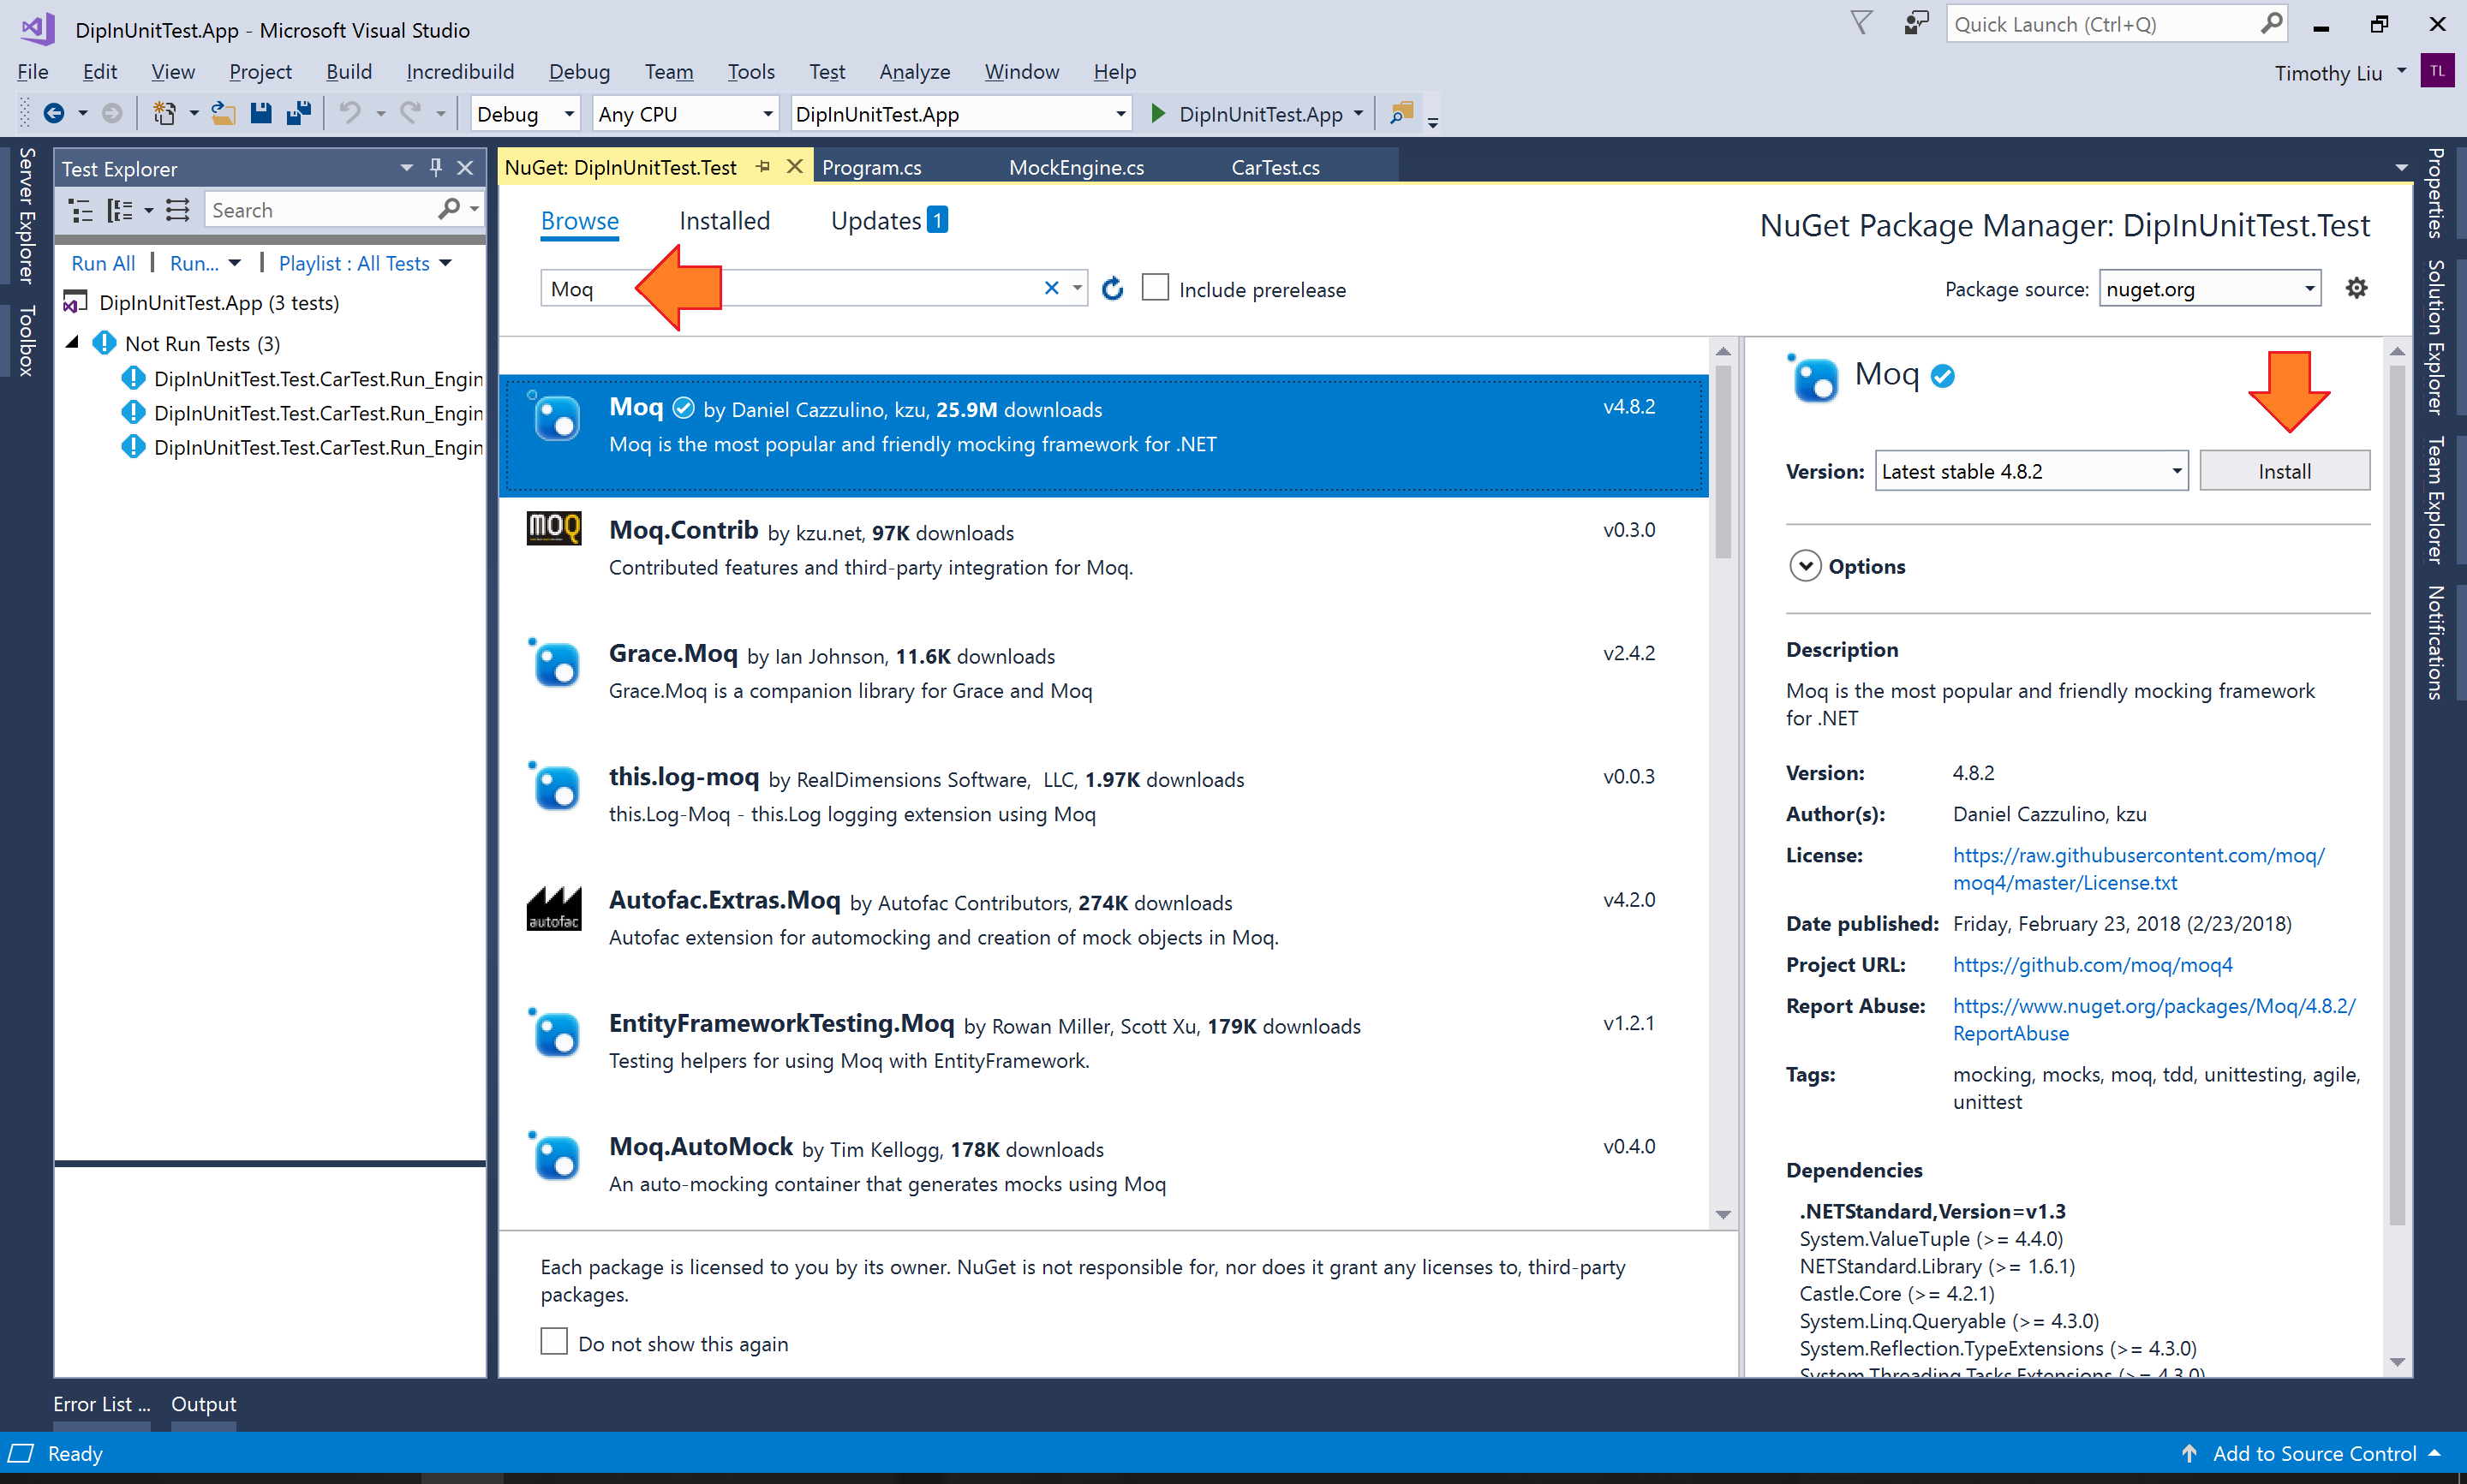 DipInUnitTest.App - Microsoft Visual Studio
Quick Launch (Ctrl+Q)
File Edit View Project Build Incredibuild Debug Team Tools Test Analyze Window Help
Timothy Liu
TL
Debug Any CPU DipInUnitTest.App DipInUnitTest.App
Server Explorer
Toolbox
Test Explorer
Search
Run All | Run... | Playlist : All Tests
DipInUnitTest.App (3 tests)
Not Run Tests (3)
DipInUnitTest.Test.CarTest.Run_Engin
DipInUnitTest.Test.CarTest.Run_Engin
DipInUnitTest.Test.CarTest.Run_Engin
NuGet: DipInUnitTest.Test Program.cs MockEngine.cs CarTest.cs
Browse Installed Updates 1
NuGet Package Manager: DipInUnitTest.Test
Moq
Include prerelease
Package source: nuget.org
Moq by Daniel Cazzulino, kzu, 25.9M downloads v4.8.2
Moq is the most popular and friendly mocking framework for .NET
MOQ
Moq.Contrib by kzu.net, 97K downloads v0.3.0
Contributed features and third-party integration for Moq.
Grace.Moq by Ian Johnson, 11.6K downloads v2.4.2
Grace.Moq is a companion library for Grace and Moq
this.log-moq by RealDimensions Software, LLC, 1.97K downloads v0.0.3
this.Log-Moq - this.Log logging extension using Moq
autofac
Autofac.Extras.Moq by Autofac Contributors, 274K downloads v4.2.0
Autofac extension for automocking and creation of mock objects in Moq.
EntityFrameworkTesting.Moq by Rowan Miller, Scott Xu, 179K downloads v1.2.1
Testing helpers for using Moq with EntityFramework.
Moq.AutoMock by Tim Kellogg, 178K downloads v0.4.0
An auto-mocking container that generates mocks using Moq
Each package is licensed to you by its owner. NuGet is not responsible for, nor does it grant any licenses to, third-party
packages.
Do not show this again
Moq
Version: Latest stable 4.8.2 Install
Options
Description
Moq is the most popular and friendly mocking framework
for .NET
Version: 4.8.2
Author(s): Daniel Cazzulino, kzu
License: https://raw.githubusercontent.com/moq/
moq4/master/License.txt
Date published: Friday, February 23, 2018 (2/23/2018)
Project URL: https://github.com/moq/moq4
Report Abuse: https://www.nuget.org/packages/Moq/4.8.2/
ReportAbuse
Tags: mocking, mocks, moq, tdd, unittesting, agile,
unittest
Dependencies
.NETStandard,Version=v1.3
System.ValueTuple (>= 4.4.0)
NETStandard.Library (>= 1.6.1)
Castle.Core (>= 4.2.1)
System.Linq.Queryable (>= 4.3.0)
System.Reflection.TypeExtensions (>= 4.3.0)
System.Threading.Tasks.Extensions (>= 4.3.0)
Properties
Solution Explorer
Team Explorer
Notifications
Error List ... Output
Ready
Add to Source Control